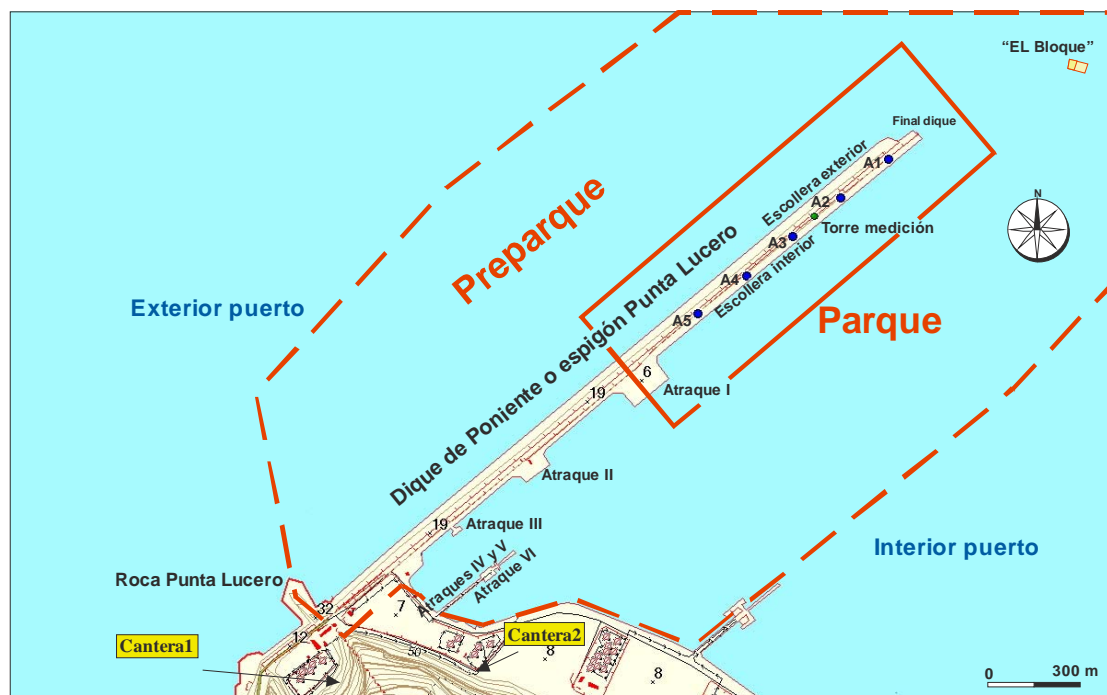 “EL Bloque”
Final dique
Escollera exterior
A1
A2
Torre medición
A3
Escollera interior
A4
A5
N
Preparque
Exterior puerto
Parque
Dique de Poniente o espigón Punta Lucero
6
Atraque I
19
Atraque II
19
Atraque III
Interior puerto
Atraques IV y V
Atraque VI
Roca Punta Lucero
32
7
12
Cantera1
50
Cantera2
8
8
0 300 m